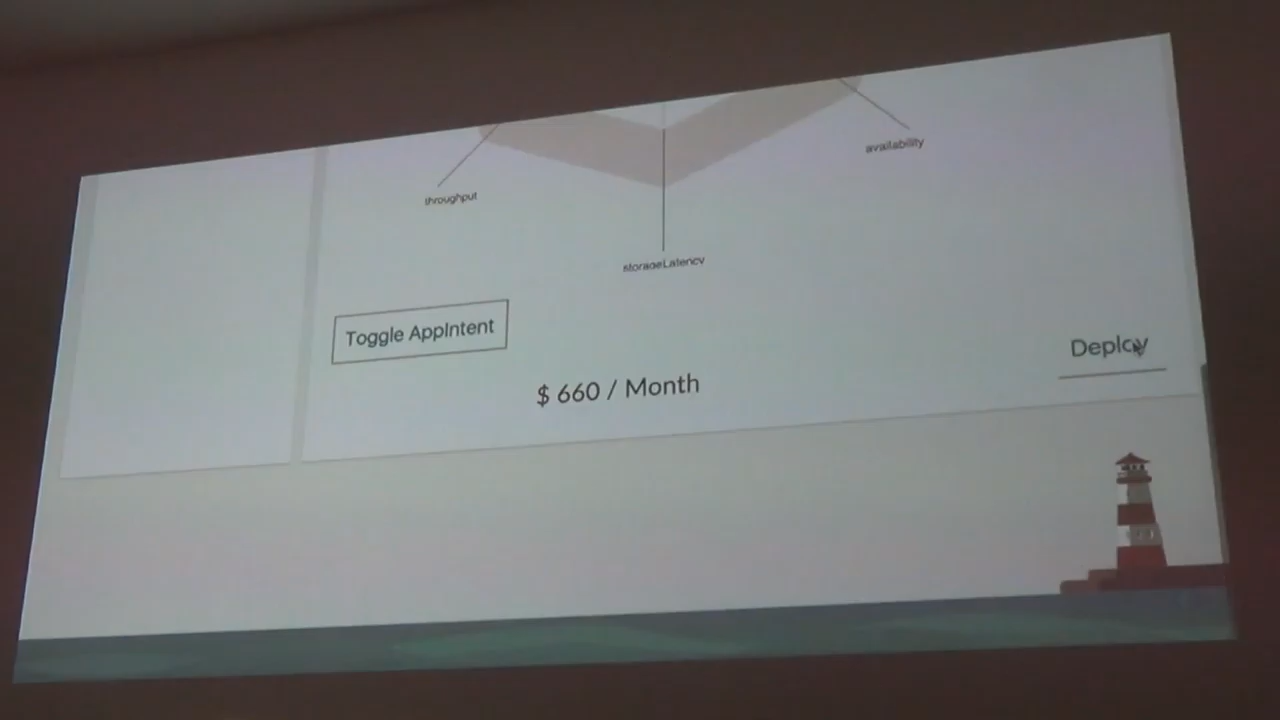 availability
throughput
storageLatency
Toggle AppIntent
Deploy
$ 660 / Month